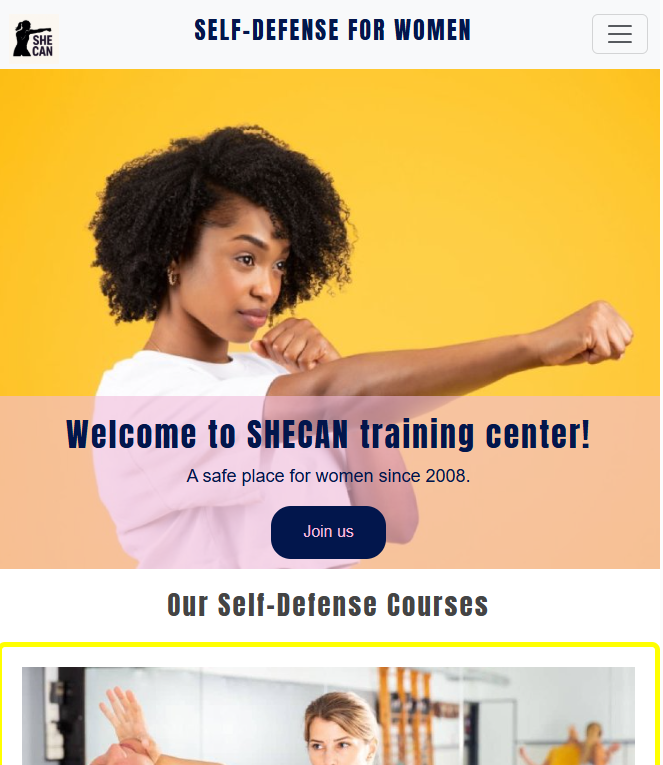 SHE
CAN
SELF-DEFENSE FOR WOMEN
Welcome to SHECAN training center!
A safe place for women since 2008.
Join us
Our Self-Defense Courses